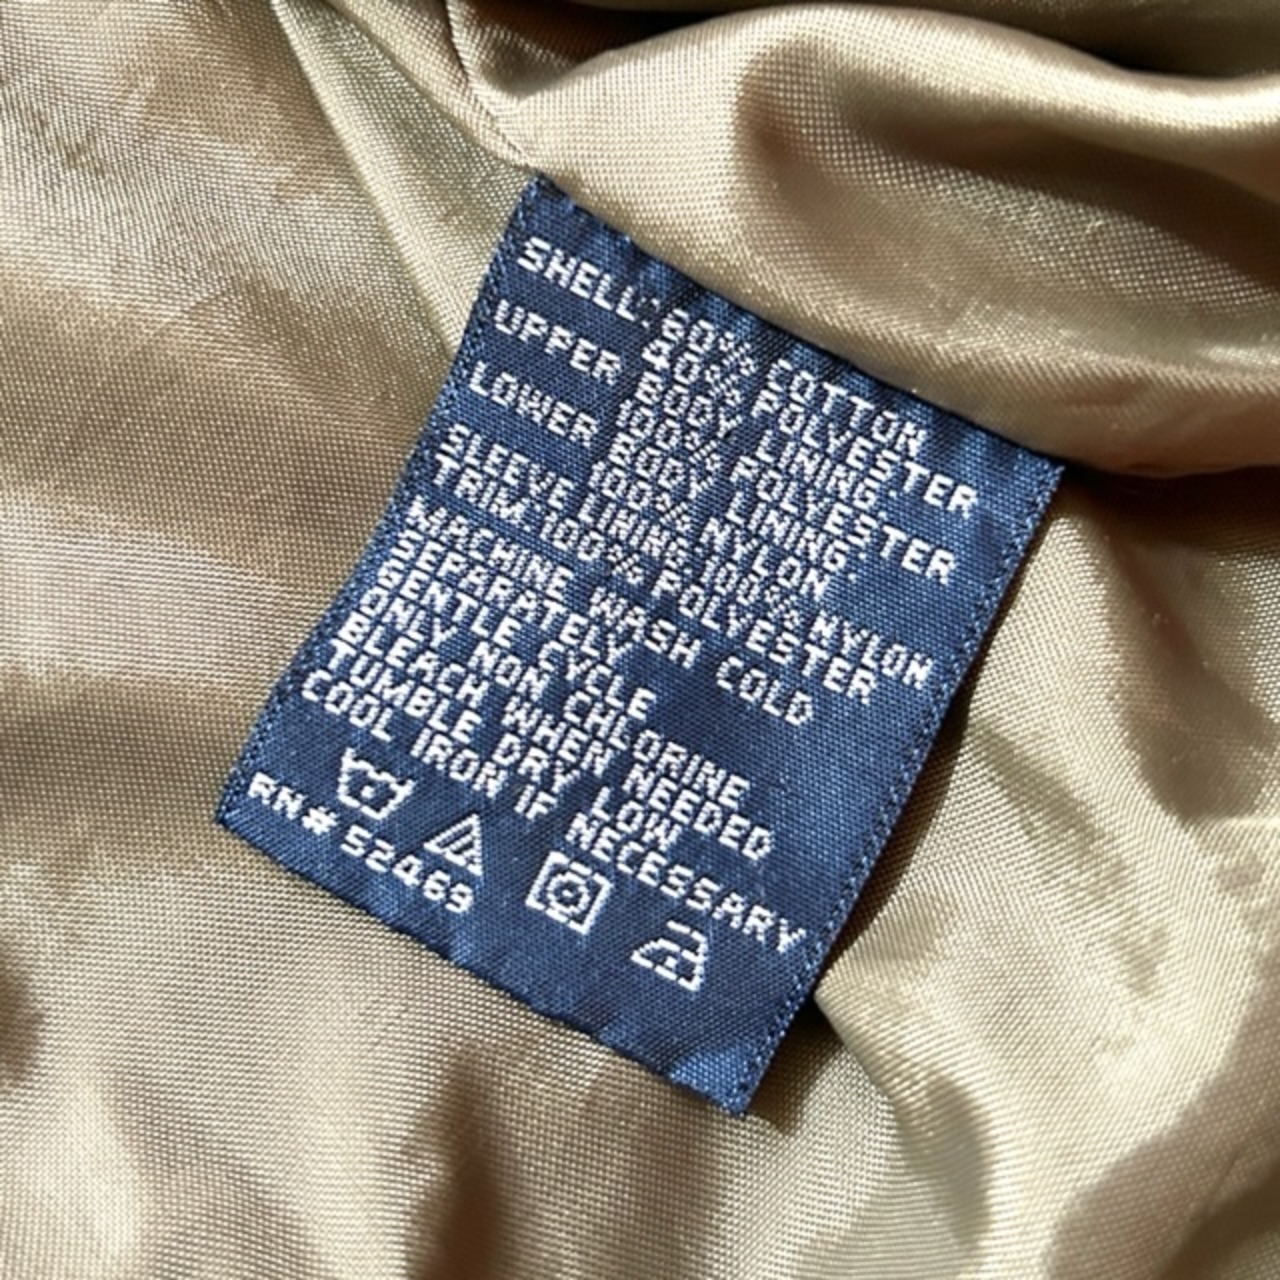 SHELL: 60% COTTON
40% POLYESTER
UPPER BODY LINING:
100% POLYESTER
LOWER BODY LINING:
100% NYLON
SLEEVE LINING:100% NYLON
TRIM:100% POLYESTER
MACHINE WASH COLD
SEPARATELY
GENTLE CYCLE
ONLY NON CHLORINE
BLEACH WHEN NEEDED
TUMBLE DRY LOW
COOL IRON IF NECESSARY
RN# 52469